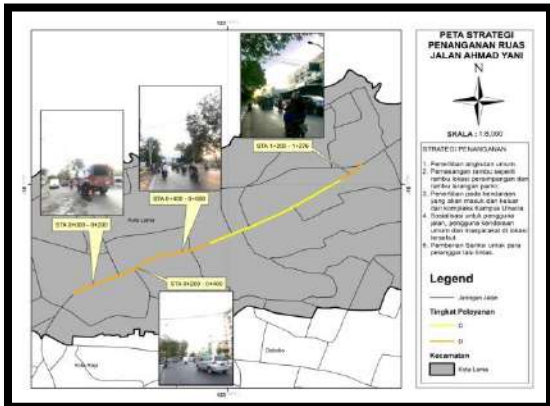 PETA STRATEGI
PENANGANAN RUAS
JALAN AHMAD YANI
N
SKALA : 1:8,000
STRATEGI PENANGANAN
1. Penertiban angkutan umum.
2. Pemasangan rambu seperti
rambu lokasi persimpangan dan
rambu larangan parkir.
3. Penertiban pada kendaraan
yang akan masuk dan keluar
dari kompleks Kampus
4. Sosialisasi untuk pengguna
jalan, pengguna kendaraan
umum dan masyarakat di lokasi
tersebut.
5. Pemberian Sanksi untuk para
pelanggar lalu lintas.
Legend
Jaringan Jalan
Tingkat Pelayanan
C
D
Kecamatan
Kota Lama
STA 1+200 - 1+376
STA 0+400 - 0+600
STA 0+000 - 0+200
STA 0+200 - 0+400
Kota Lama
Kota Raja
Oebobo